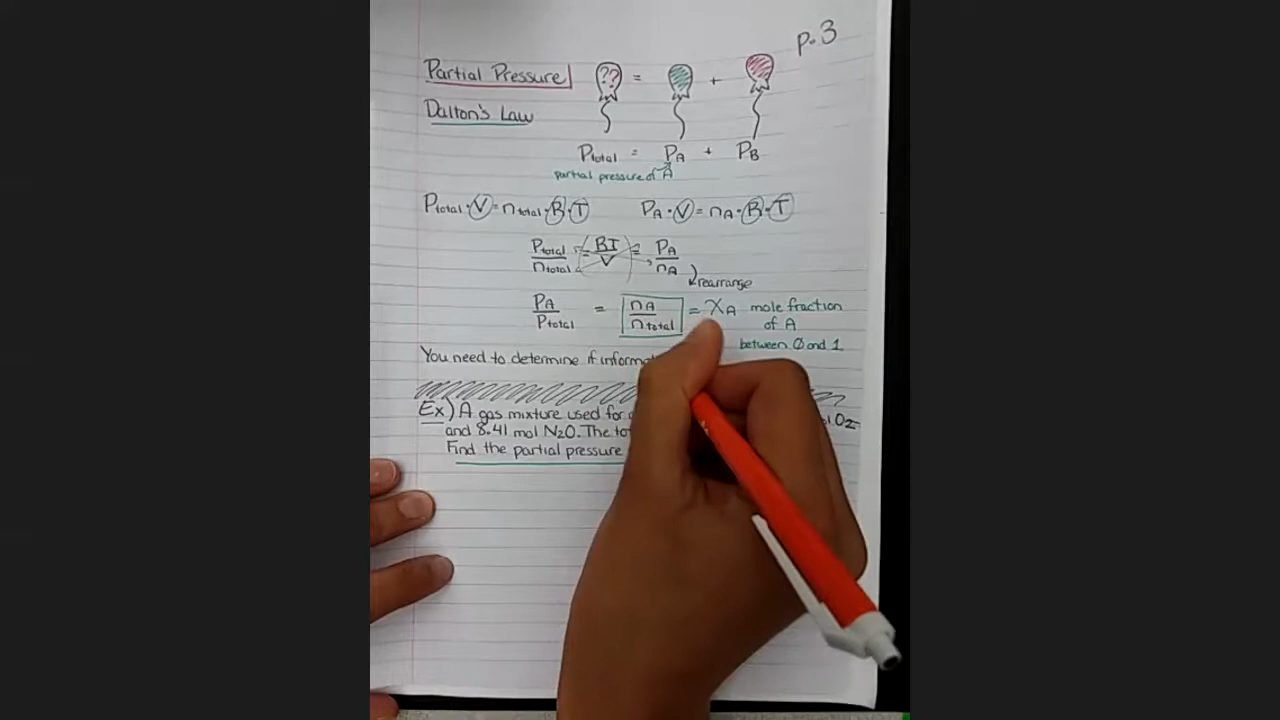 p. 3
Partial Pressure ?? = +
Dalton's Law
Ptotal = PA + PB
partial pressure of A
Ptotal · V = ntotal · R · T PA · V = nA · R · T
Ptotal/ntotal = (RT/V) = PA/nA
rearrange
PA/Ptotal = nA/ntotal = XA mole fraction
of A
between 0 and 1
You need to determine if
Ex) A gas mixture used for O2
and 8.41 mol N2O. The
Find the partial pressure